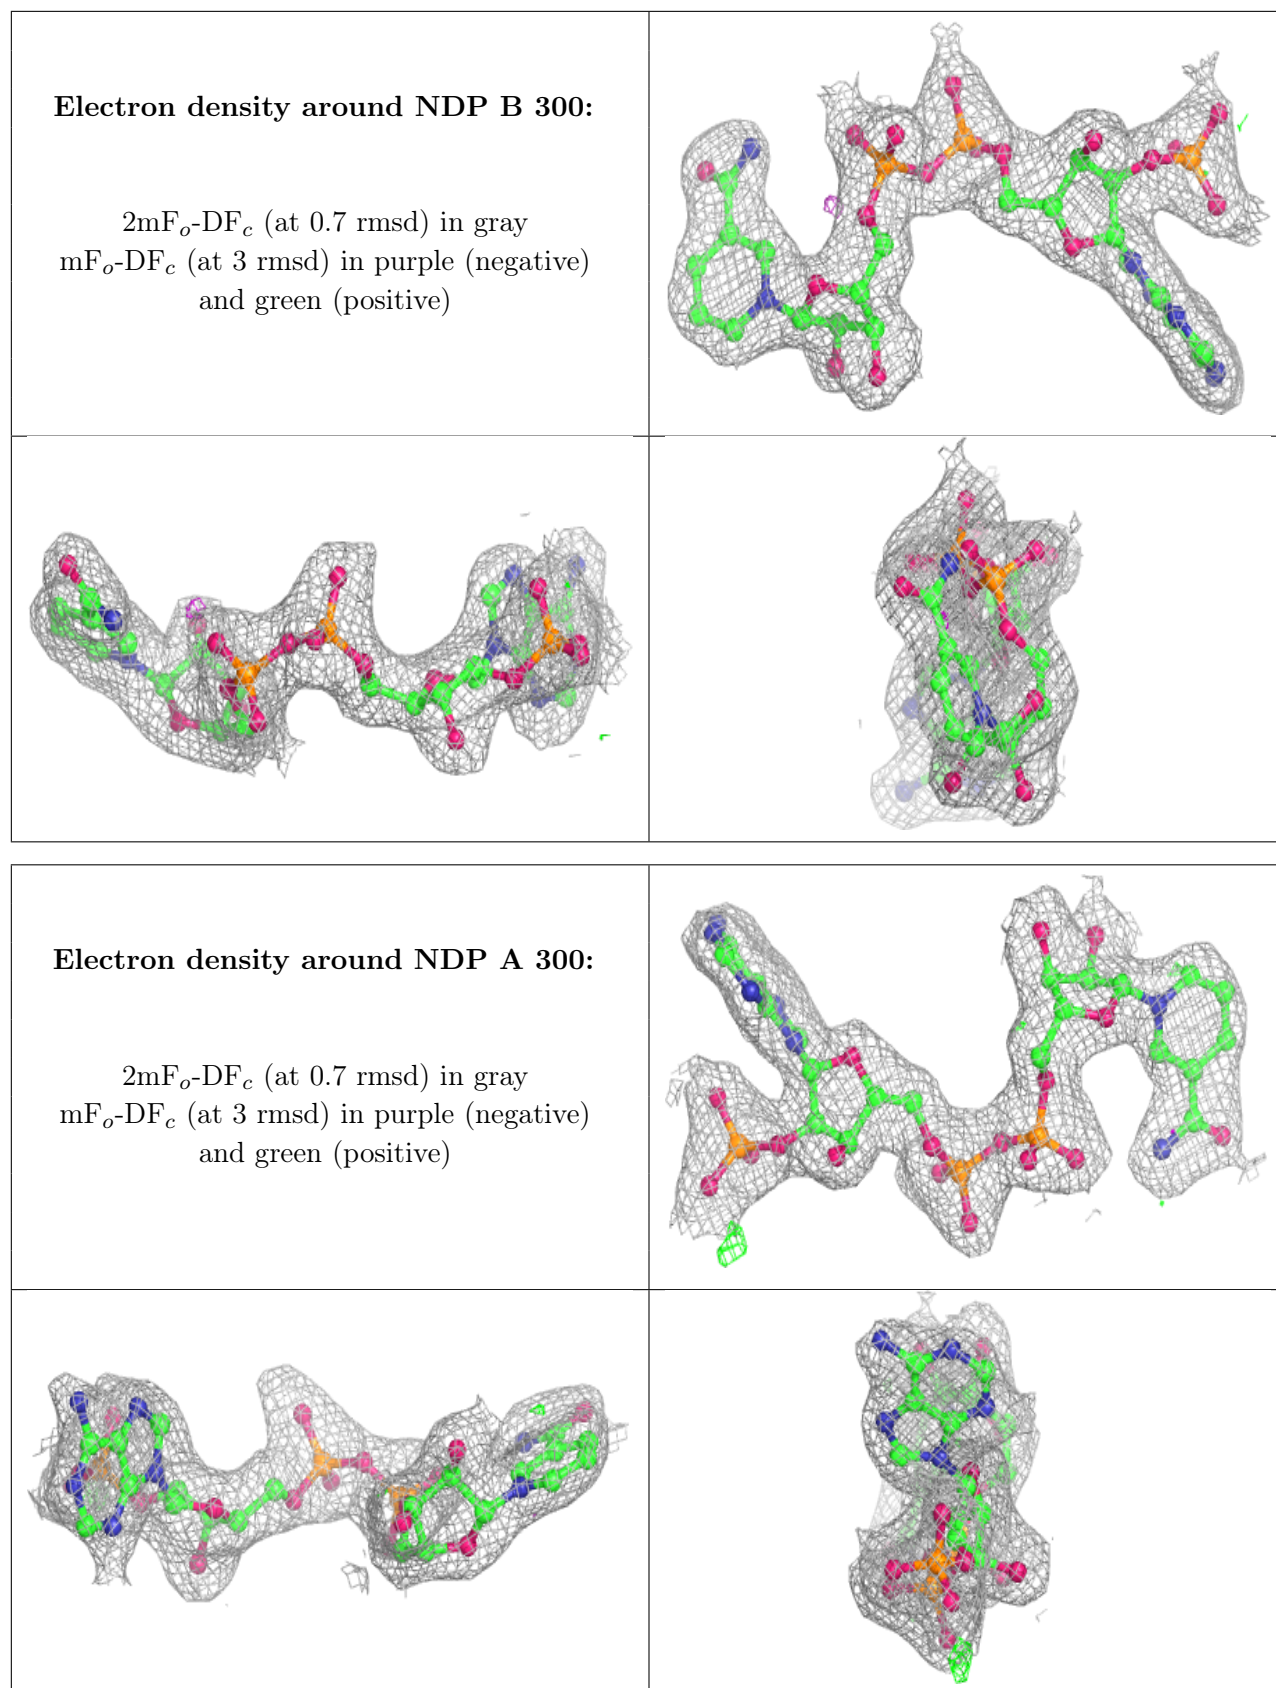 Electron density around NDP B 300:
2mFo-DFc (at 0.7 rmsd) in gray
mFo-DFc (at 3 rmsd) in purple (negative)
and green (positive)
Electron density around NDP A 300:
2mFo-DFc (at 0.7 rmsd) in gray
mFo-DFc (at 3 rmsd) in purple (negative)
and green (positive)